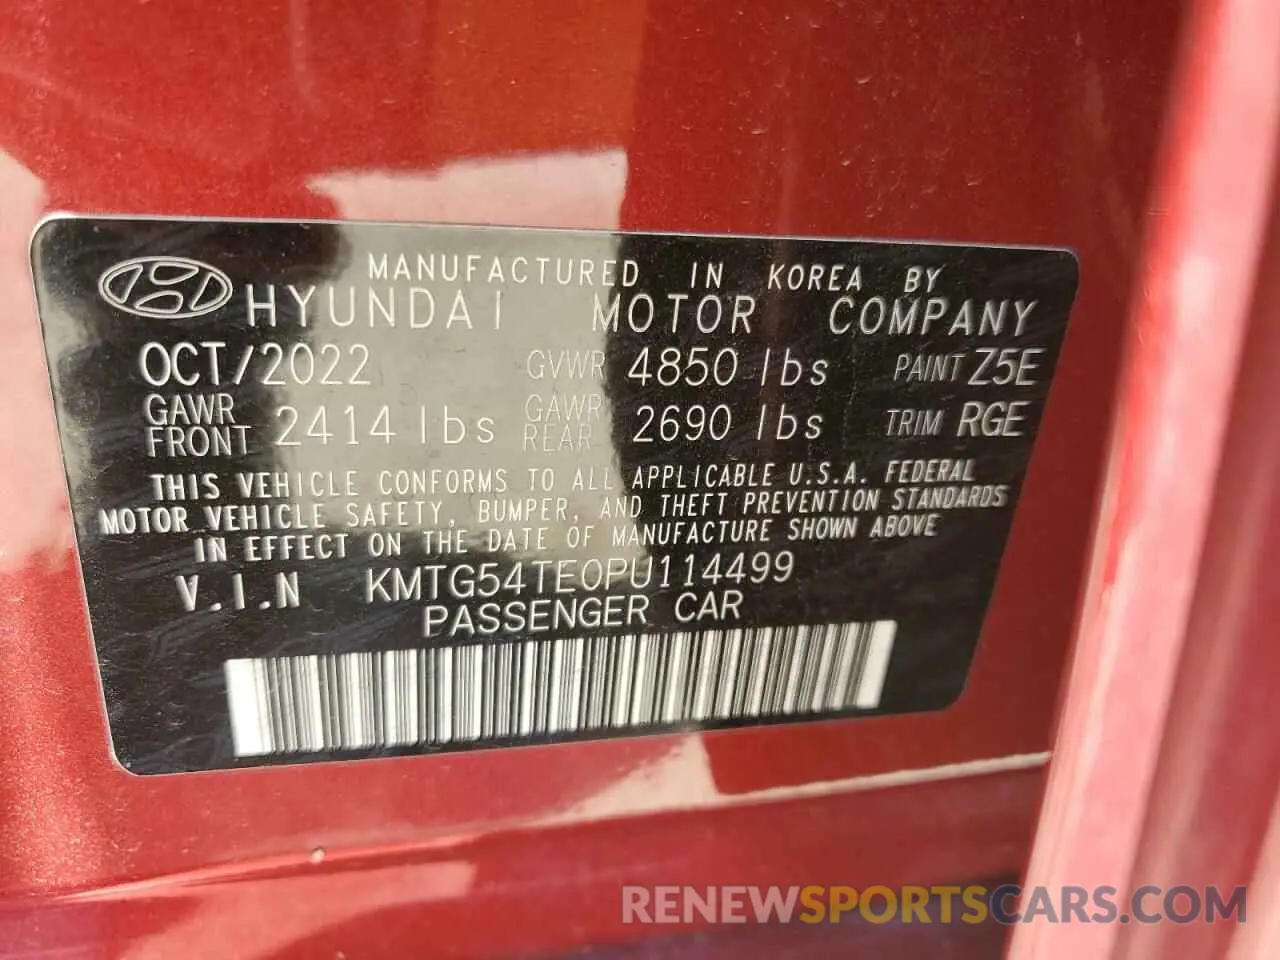 MANUFACTURED IN KOREA BY
HYUNDAI MOTOR COMPANY
OCT/2022 GVWR 4850 lbs PAINT Z5E
GAWR FRONT 2414 lbs GAWR REAR 2690 lbs TRIM RGE
THIS VEHICLE CONFORMS TO ALL APPLICABLE U.S.A. FEDERAL
MOTOR VEHICLE SAFETY, BUMPER, AND THEFT PREVENTION STANDARDS
IN EFFECT ON THE DATE OF MANUFACTURE SHOWN ABOVE
V.I.N KMTG54TE0PU114499
PASSENGER CAR
RENEWSPORTSCARS.COM